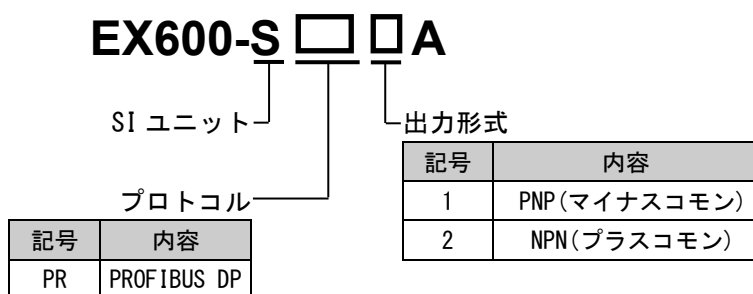 EX600-S□□A
SIユニット
出力形式
記号 内容
1 PNP(マイナスコモン)
2 NPN(プラスコモン)
プロトコル
記号 内容
PR PROFIBUS DP